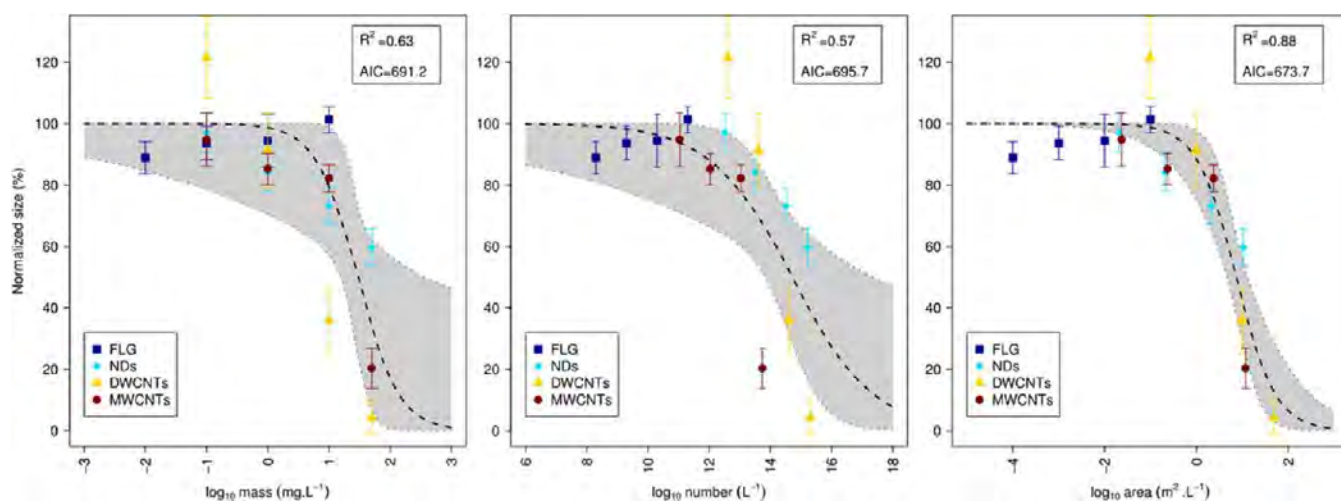 R²=0.63
AIC=691.2
R²=0.57
AIC=695.7
R²=0.88
AIC=673.7
Normalized size (%)
120
100
80
60
40
20
0
FLG
NDs
DWCNTs
MWCNTs
-3 -2 -1 0 1 2 3
log₁₀ mass (mg.L⁻¹)
120
100
80
60
40
20
0
FLG
NDs
DWCNTs
MWCNTs
6 8 10 12 14 16 18
log₁₀ number (L⁻¹)
120
100
80
60
40
20
0
FLG
NDs
DWCNTs
MWCNTs
-4 -2 0 2
log₁₀ area (m².L⁻¹)